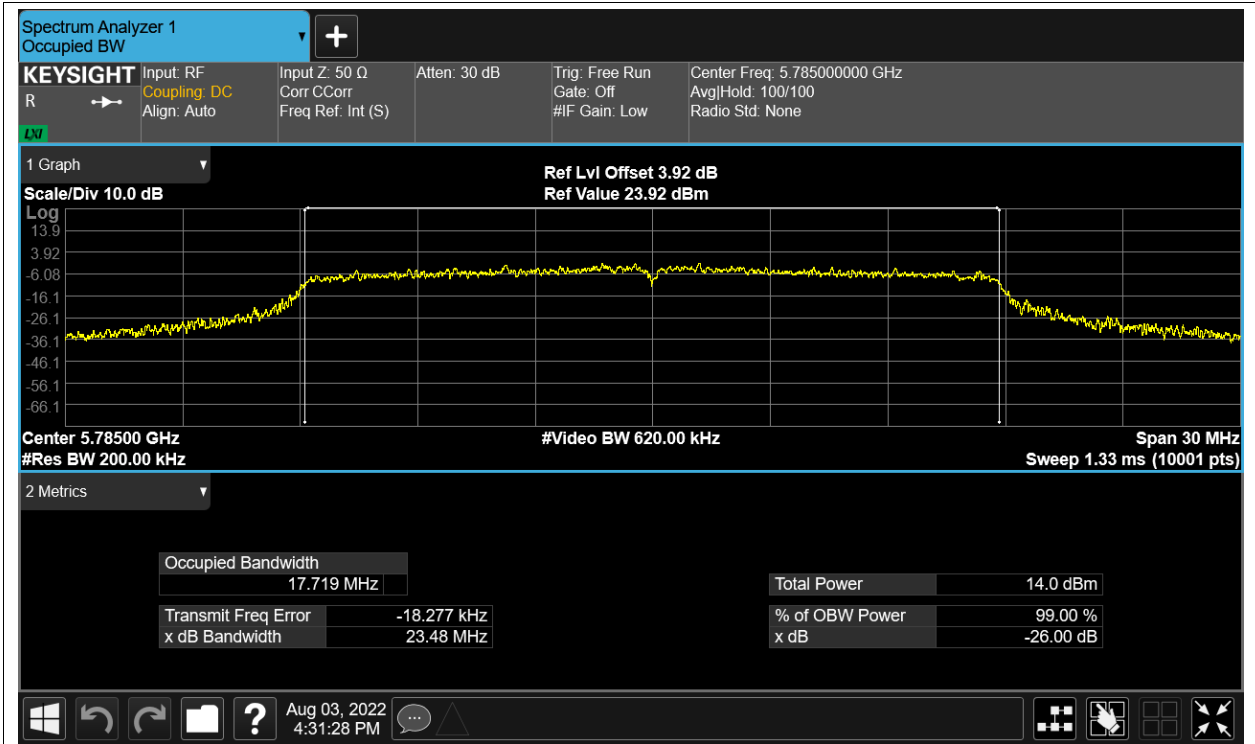 Spectrum Analyzer 1
Occupied BW
KEYSIGHT
R
LXI
Input: RF
Coupling: DC
Align: Auto
Input Z: 50 Ω
Corr CCorr
Freq Ref: Int (S)
Atten: 30 dB
Trig: Free Run
Gate: Off
#IF Gain: Low
Center Freq: 5.785000000 GHz
Avg|Hold: 100/100
Radio Std: None
1 Graph
Scale/Div 10.0 dB
Ref Lvl Offset 3.92 dB
Ref Value 23.92 dBm
Log
13.9
3.92
-6.08
-16.1
-26.1
-36.1
-46.1
-56.1
-66.1
Center 5.78500 GHz
#Video BW 620.00 kHz
Span 30 MHz
#Res BW 200.00 kHz
Sweep 1.33 ms (10001 pts)
2 Metrics
Occupied Bandwidth
17.719 MHz
Total Power 14.0 dBm
Transmit Freq Error -18.277 kHz
% of OBW Power 99.00 %
x dB Bandwidth 23.48 MHz
x dB -26.00 dB
?
Aug 03, 2022
4:31:28 PM